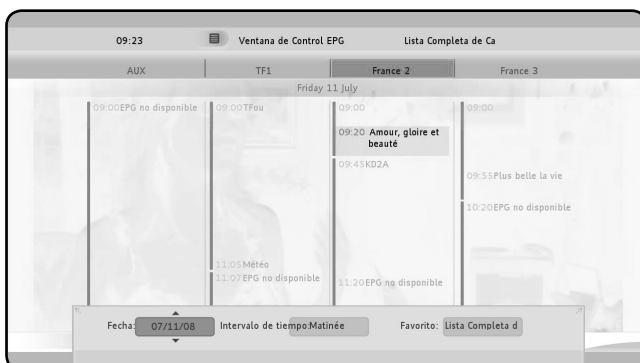 09:23 Ventana de Control EPG Lista Completa de Ca
AUX TF1 France 2 France 3
Friday 11 July
09:00EPG no disponible 09:00TFou 09:00 09:00
09:20 Amour, gloire et
beauté
09:45KD2A
09:55Plus belle la vie
10:20EPG no disponible
11:05Météo
11:07EPG no disponible 11:20EPG no disponible
Fecha: 07/11/08 Intervalo de tiempo:Matinée Favorito: Lista Completa d